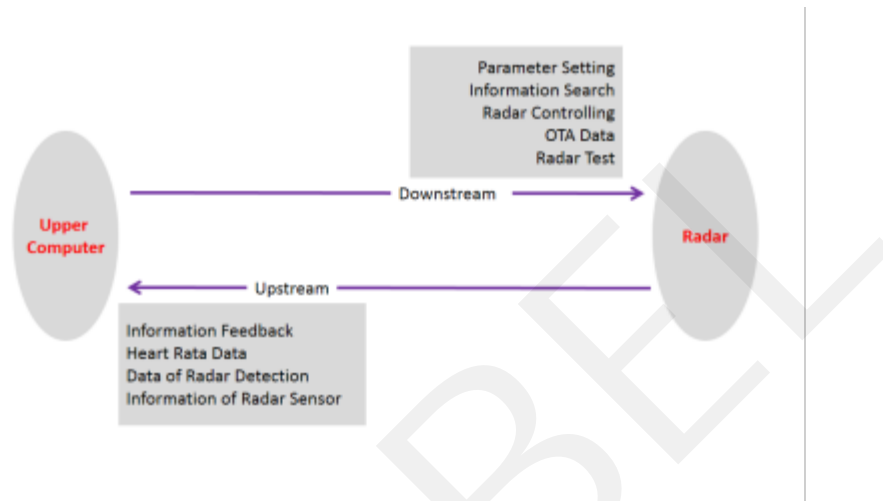 Parameter Setting
Information Search
Radar Controlling
OTA Data
Radar Test
Downstream
Upper
Computer
Radar
Upstream
Information Feedback
Heart Rata Data
Data of Radar Detection
Information of Radar Sensor
BEL